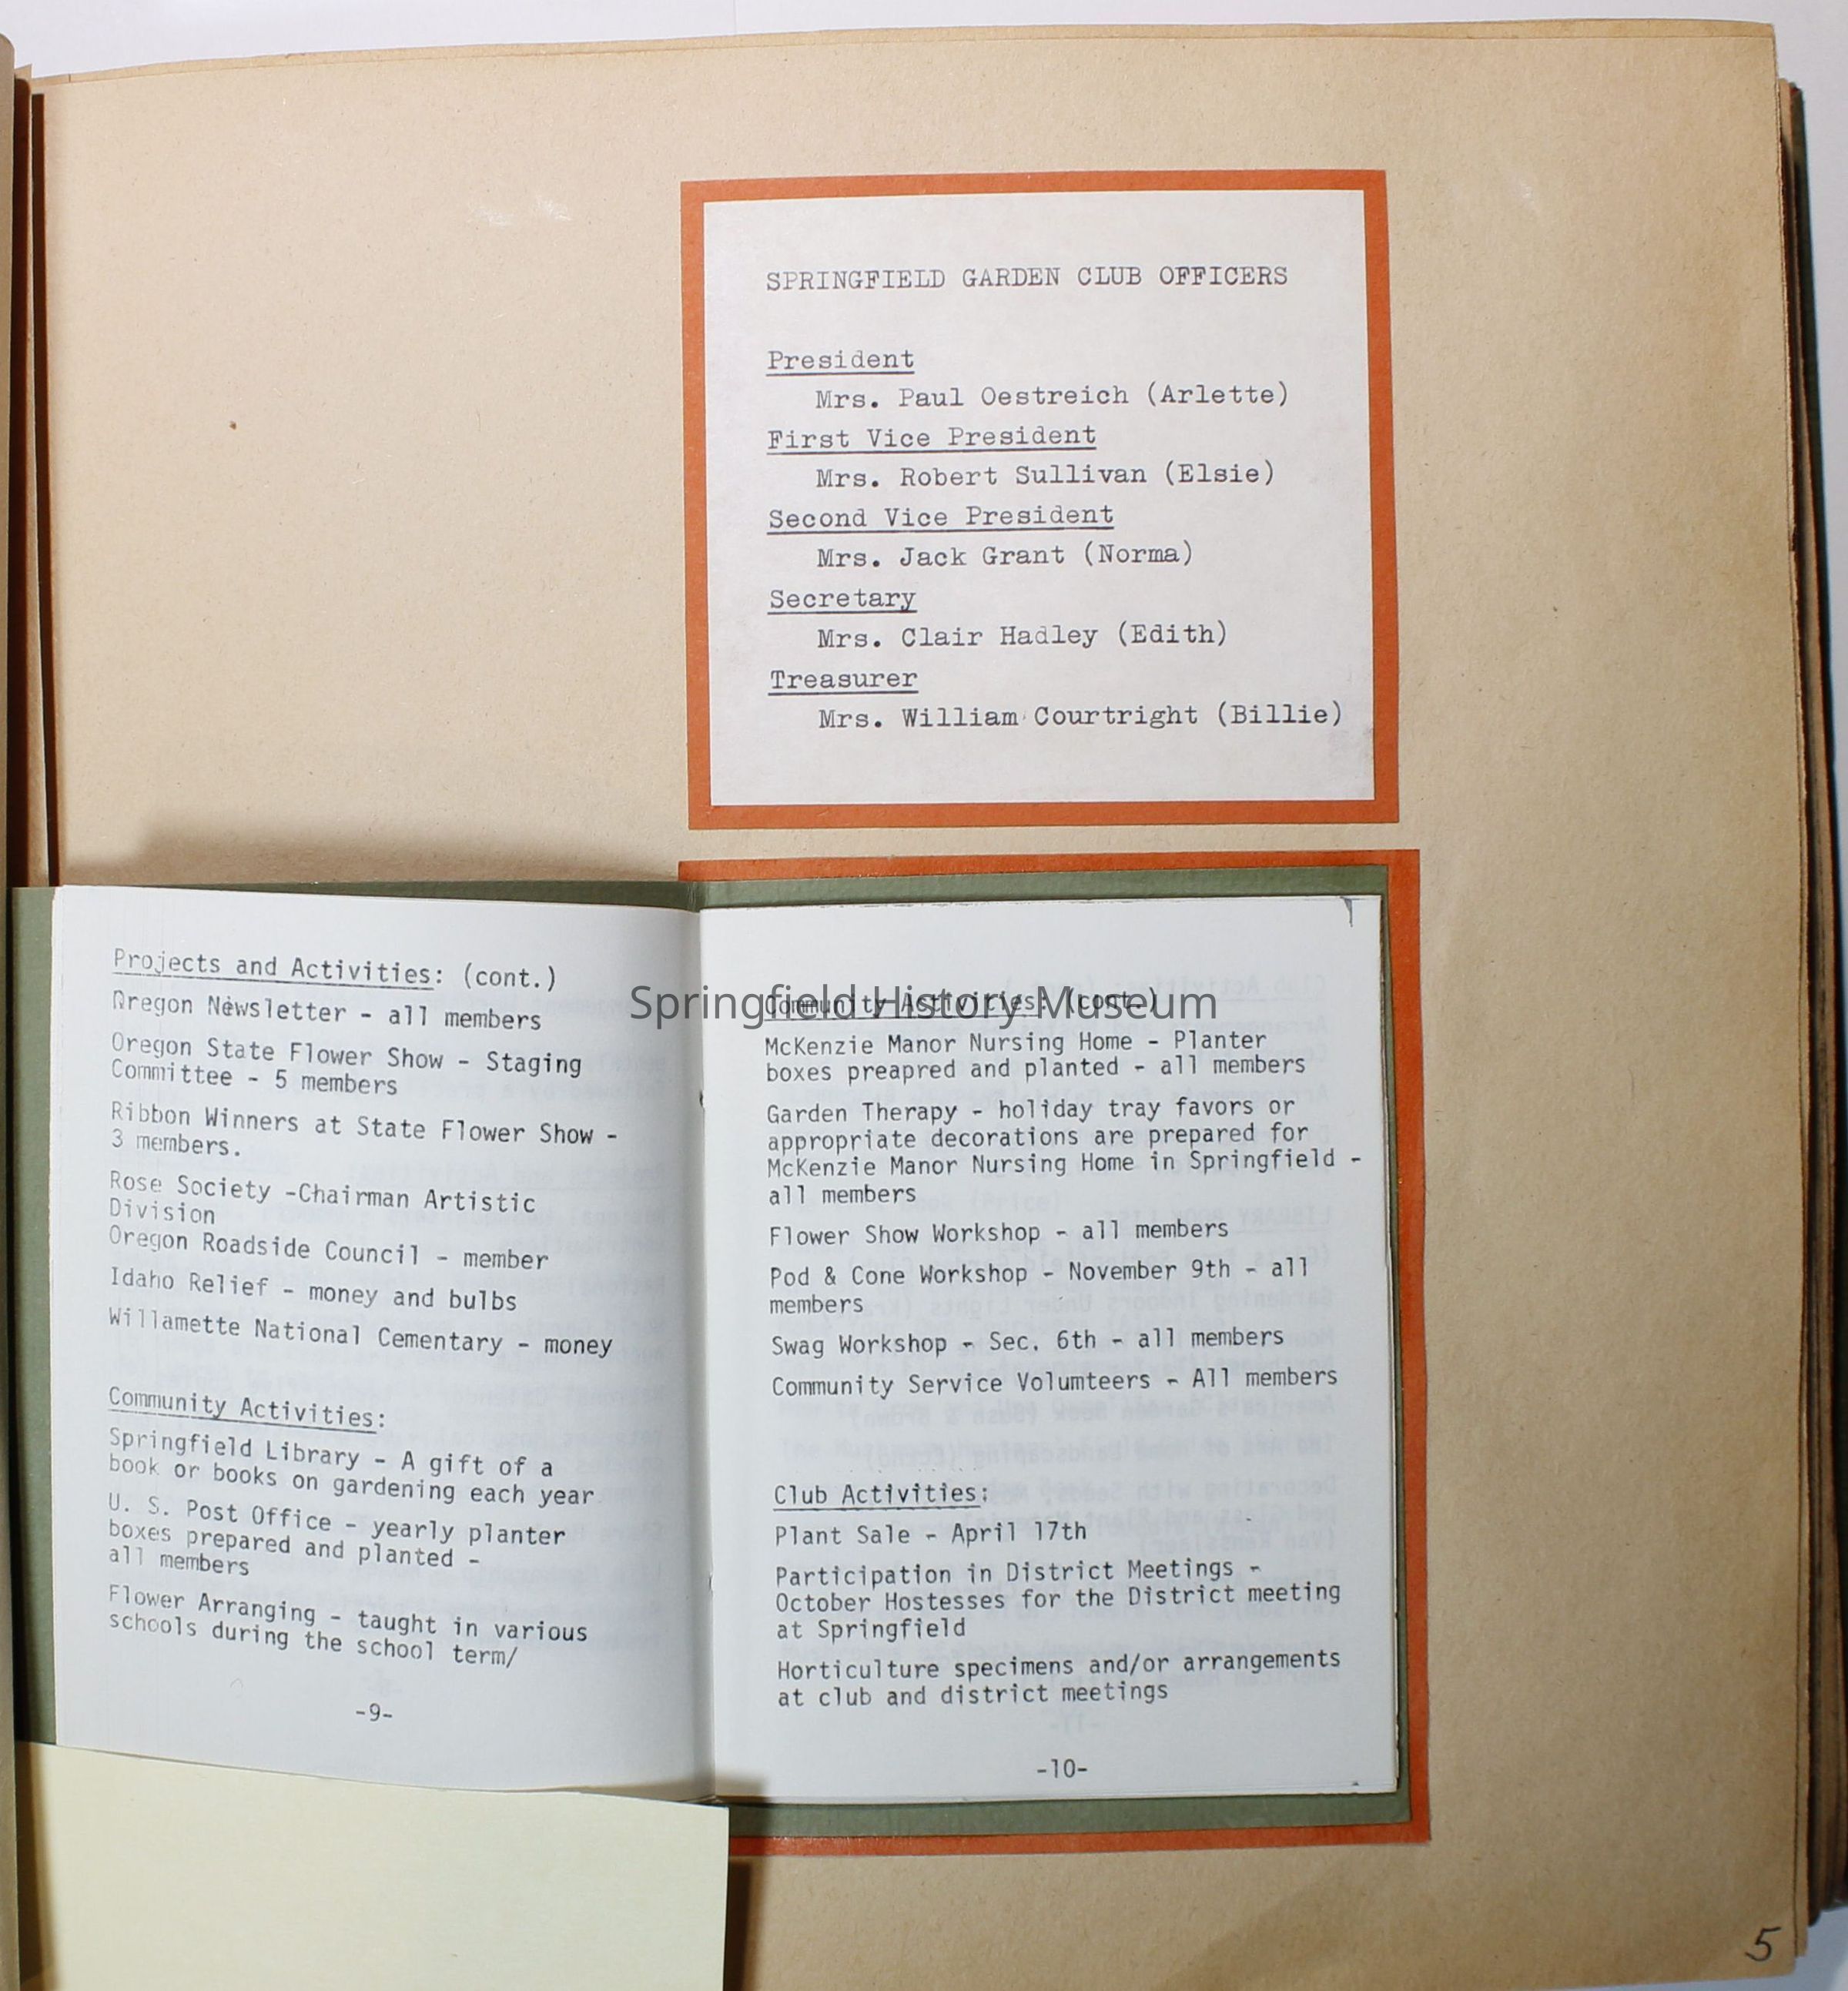 SPRINGFIELD GARDEN CLUB OFFICERS
President
Mrs. Paul Oestreich (Arlette)
First Vice President
Mrs. Robert Sullivan (Elsie)
Second Vice President
Mrs. Jack Grant (Norma)
Secretary
Mrs. Clair Hadley (Edith)
Treasurer
Mrs. William Courtright (Billie)
Projects and Activities: (cont.)
Oregon Newsletter - all members
Oregon State Flower Show - Staging
Committee - 5 members
Ribbon Winners at State Flower Show -
3 members.
Rose Society -Chairman Artistic
Division
Oregon Roadside Council - member
Idaho Relief - money and bulbs
Willamette National Cementary - money
Community Activities:
Springfield Library - A gift of a
book or books on gardening each year
U. S. Post Office - yearly planter
boxes prepared and planted -
all members
Flower Arranging - taught in various
schools during the school term/
-9-
Springfield History Museum
Community Activities: (cont.)
McKenzie Manor Nursing Home - Planter
boxes preapred and planted - all members
Garden Therapy - holiday tray favors or
appropriate decorations are prepared for
McKenzie Manor Nursing Home in Springfield -
all members
Flower Show Workshop - all members
Pod & Cone Workshop - November 9th - all
members
Swag Workshop - Sec. 6th - all members
Community Service Volumteers - All members
Club Activities:
Plant Sale - April 17th
Participation in District Meetings -
October Hostesses for the District meeting
at Springfield
Horticulture specimens and/or arrangements
at club and district meetings
-10-
5